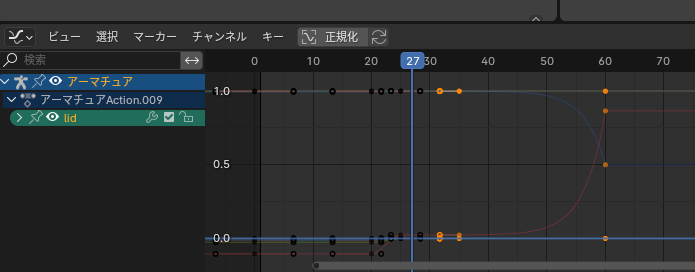 ビュー 選択 マーカー チャンネル キー 正規化
検索
0 10 20 27 30 40 50 60 70
アーマチュア
アーマチュアAction.009
lid
1.0
0.5
0.0